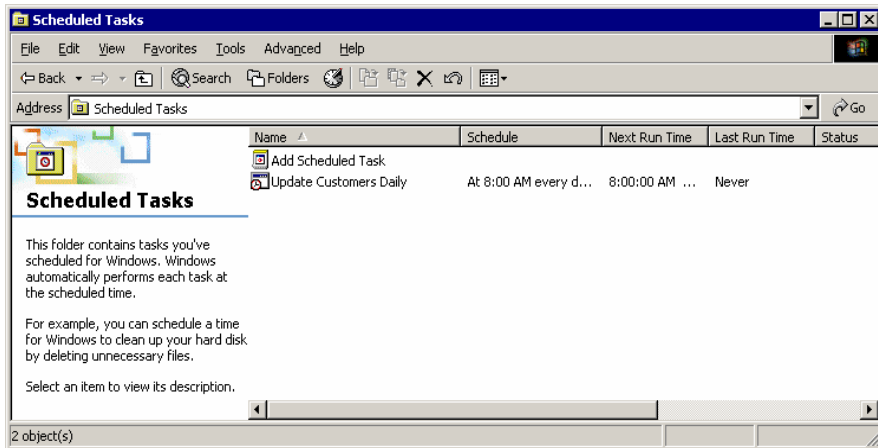 Scheduled Tasks
File Edit View Favorites Tools Advanced Help
Back Search Folders
Address Scheduled Tasks Go
Name Schedule Next Run Time Last Run Time Status
Add Scheduled Task
Update Customers Daily At 8:00 AM every d... 8:00:00 AM ... Never
Scheduled Tasks
This folder contains tasks you've
scheduled for Windows. Windows
automatically performs each task at
the scheduled time.
For example, you can schedule a time
for Windows to clean up your hard disk
by deleting unnecessary files.
Select an item to view its description.
2 object(s)